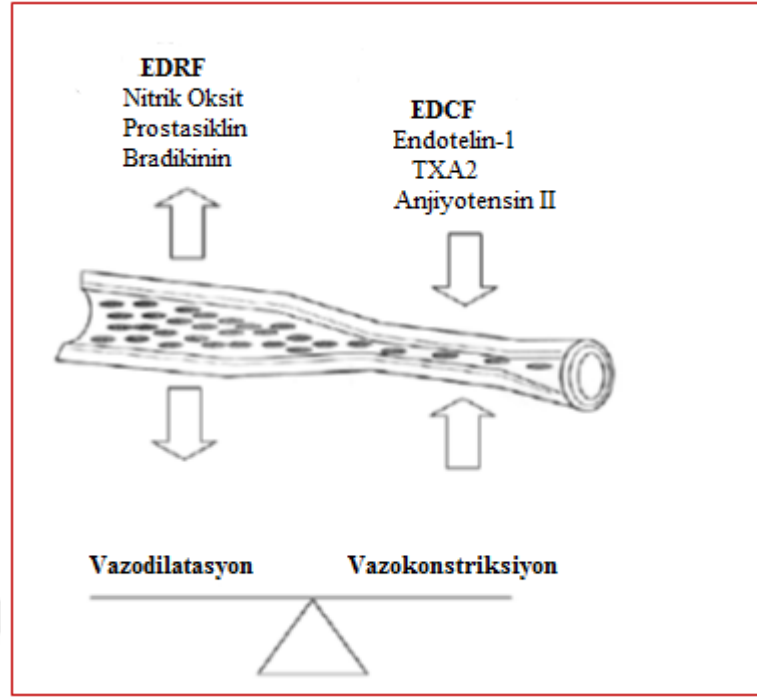 EDRF
Nitrik Oksit
Prostasiklin
Bradikinin
EDCF
Endotelin-1
TXA2
Anjiyotensin II
Vazodilatasyon
Vazokonstriksiyon